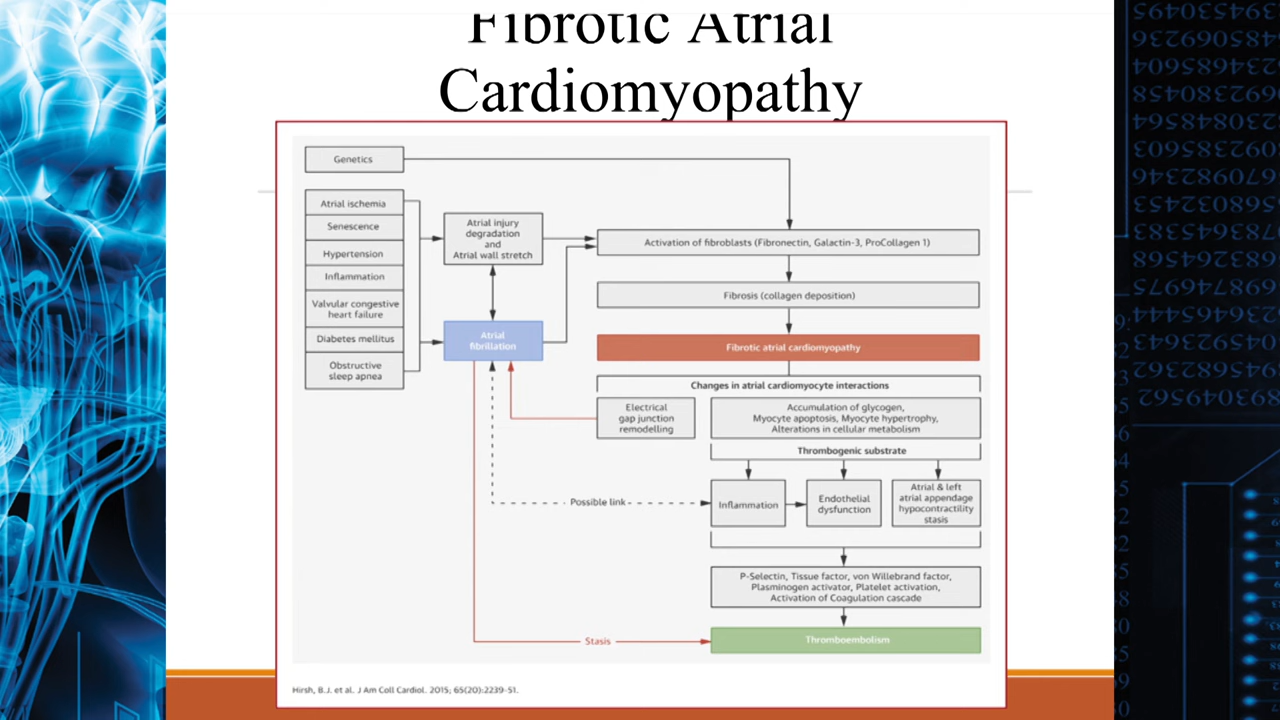 Fibrotic Atrial
Cardiomyopathy
Genetics
Atrial ischemia
Senescence
Hypertension
Inflammation
Valvular congestive
heart failure
Diabetes mellitus
Obstructive
sleep apnea
Atrial injury
degradation
and
Atrial wall stretch
Atrial
fibrillation
Activation of fibroblasts (Fibronectin, Galactin-3, ProCollagen 1)
Fibrosis (collagen deposition)
Fibrotic atrial cardiomyopathy
Changes in atrial cardiomyocyte interactions
Electrical
gap junction
remodelling
Accumulation of glycogen,
Myocyte apoptosis, Myocyte hypertrophy,
Alterations in cellular metabolism
Thrombogenic substrate
Possible link
Inflammation
Endothelial
dysfunction
Atrial & left
atrial appendage
hypocontractility
stasis
P-Selectin, Tissue factor, von Willebrand factor,
Plasminogen activator, Platelet activation,
Activation of Coagulation cascade
Stasis
Thromboembolism
Hirsh, B.J. et al. J Am Coll Cardiol. 2015; 65(20):2239-51.